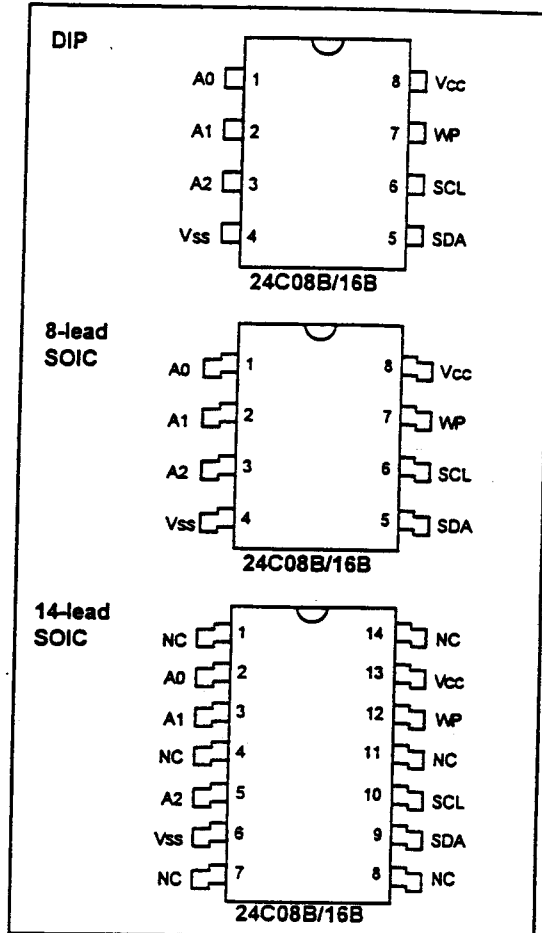 DIP
A0 1 8 Vcc
A1 2 7 WP
A2 3 6 SCL
Vss 4 5 SDA
24C08B/16B
8-lead
SOIC
A0 1 8 Vcc
A1 2 7 WP
A2 3 6 SCL
Vss 4 5 SDA
24C08B/16B
14-lead
SOIC
NC 1 14 NC
A0 2 13 Vcc
A1 3 12 WP
NC 4 11 NC
A2 5 10 SCL
Vss 6 9 SDA
NC 7 8 NC
24C08B/16B